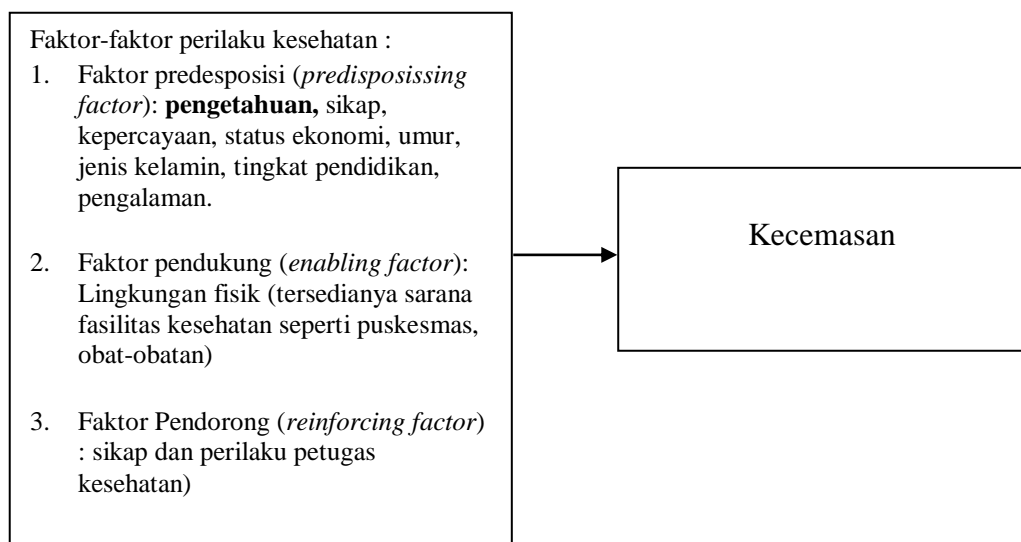 Faktor-faktor perilaku kesehatan :
1. Faktor predesposisi (predisposissing
factor): pengetahuan, sikap,
kepercayaan, status ekonomi, umur,
jenis kelamin, tingkat pendidikan,
pengalaman.
2. Faktor pendukung (enabling factor):
Lingkungan fisik (tersedianya sarana
fasilitas kesehatan seperti puskesmas,
obat-obatan)
3. Faktor Pendorong (reinforcing factor)
: sikap dan perilaku petugas
kesehatan)
Kecemasan